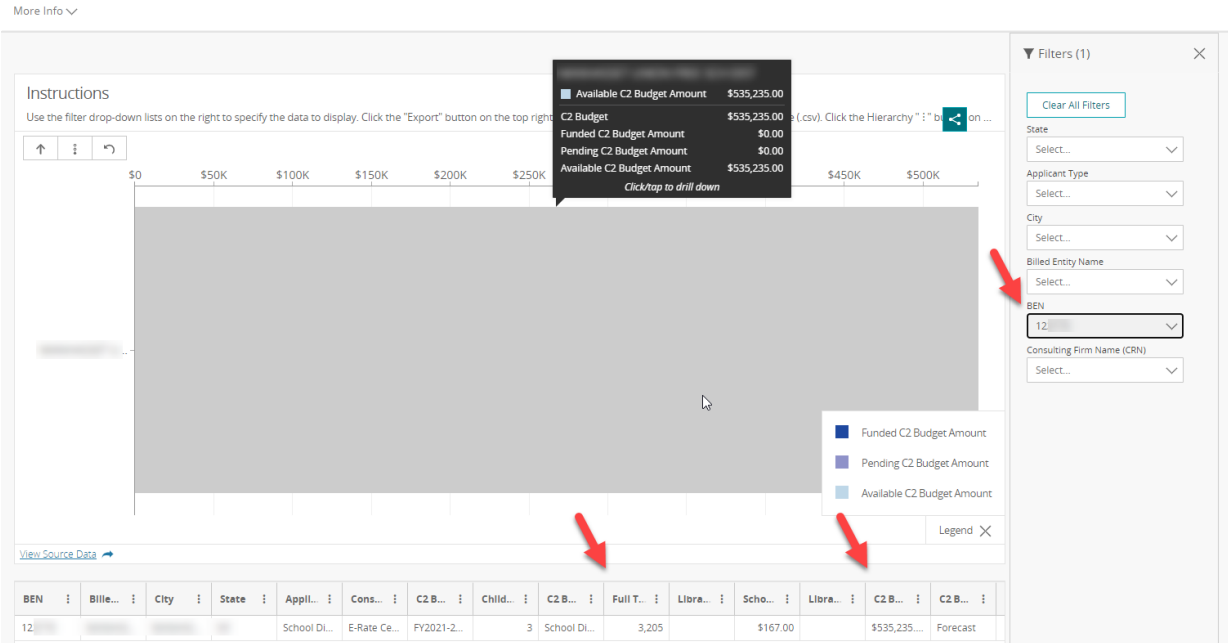 More Info
Filters (1)
Instructions
Use the filter drop-down lists on the right to specify the data to display. Click the "Export" button on the top right
(.csv). Click the Hierarchy "⋮" on ...
Available C2 Budget Amount $535,235.00
C2 Budget $535,235.00
Funded C2 Budget Amount $0.00
Pending C2 Budget Amount $0.00
Available C2 Budget Amount $535,235.00
Click/tap to drill down
$0 $50K $100K $150K $200K $250K $450K $500K
Clear All Filters
State
Select...
Applicant Type
Select...
City
Select...
Billed Entity Name
Select...
BEN
12
Consulting Firm Name (CRN)
Select...
Funded C2 Budget Amount
Pending C2 Budget Amount
Available C2 Budget Amount
Legend
View Source Data
BEN Bille... City State Appli... Cons... C2 B... Child... C2 B... Full T... Libra... Scho... Libra... C2 B... C2 B...
12 School Di... E-Rate Ce... FY2021-2... 3 School Di... 3,205 $167.00 $535,235.... Forecast